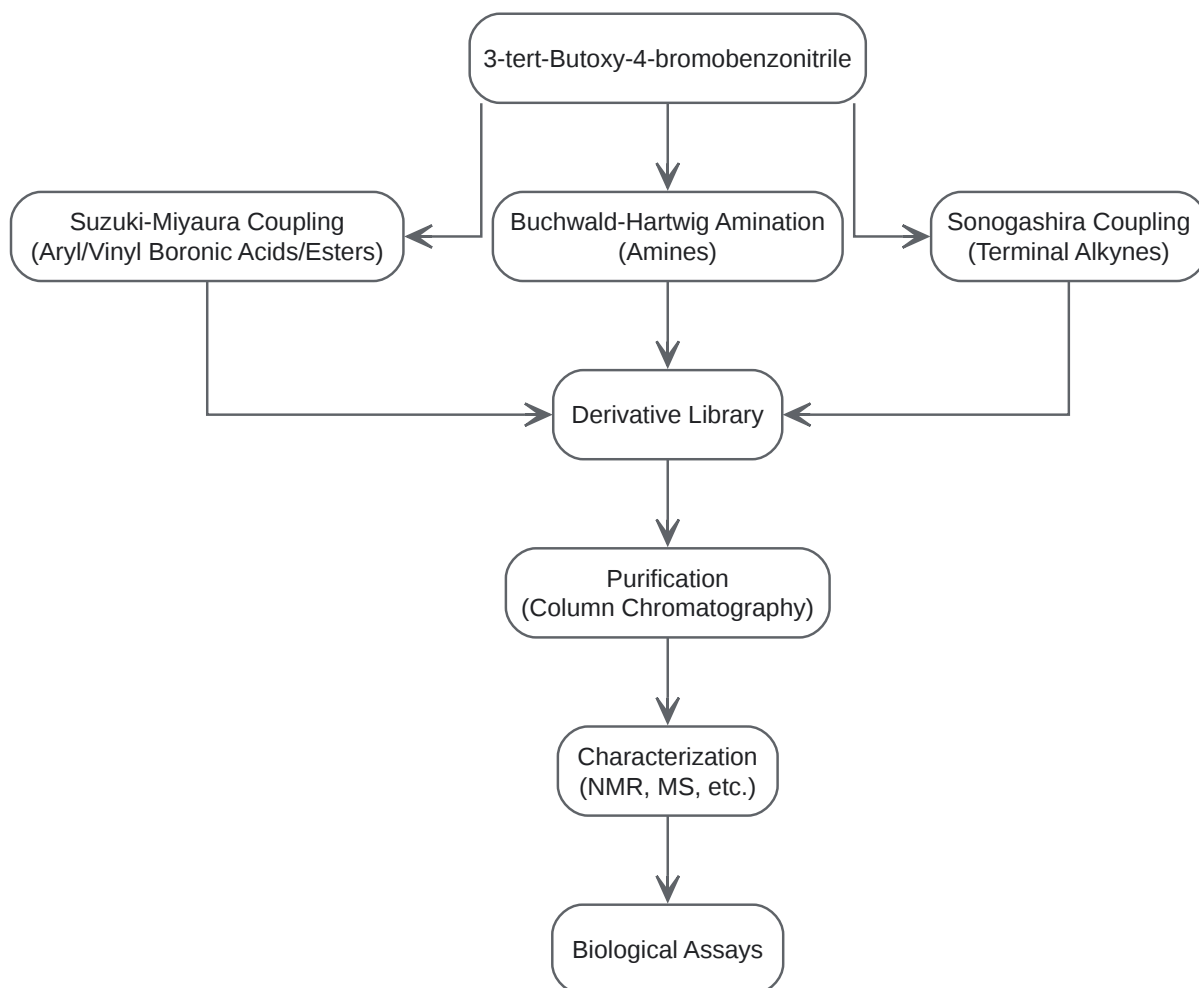 3-tert-Butoxy-4-bromobenzonitrile
Suzuki-Miyaura Coupling
(Aryl/Vinyl Boronic Acids/Esters)
Buchwald-Hartwig Amination
(Amines)
Sonogashira Coupling
(Terminal Alkynes)
Derivative Library
Purification
(Column Chromatography)
Characterization
(NMR, MS, etc.)
Biological Assays